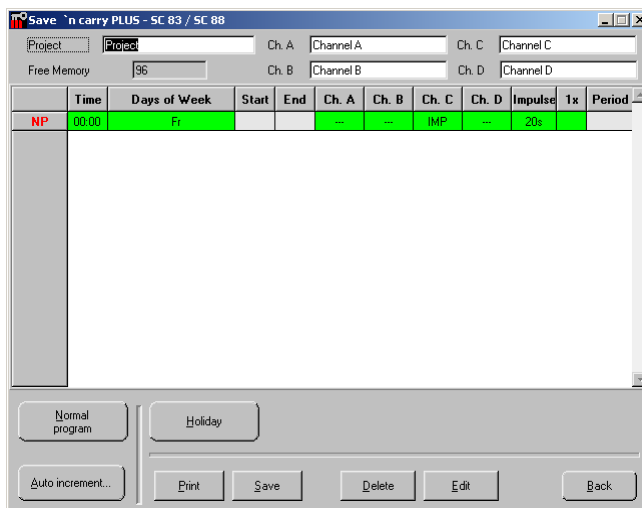 Save `n carry PLUS - SC 83 / SC 88
Project Project Ch. A Channel A Ch. C Channel C
Free Memory 96 Ch. B Channel B Ch. D Channel D
Time Days of Week Start End Ch. A Ch. B Ch. C Ch. D Impulse 1x Period
NP 00:00 Fr --- --- IMP --- 20s
Normal program Holiday
Auto increment... Print Save Delete Edit Back